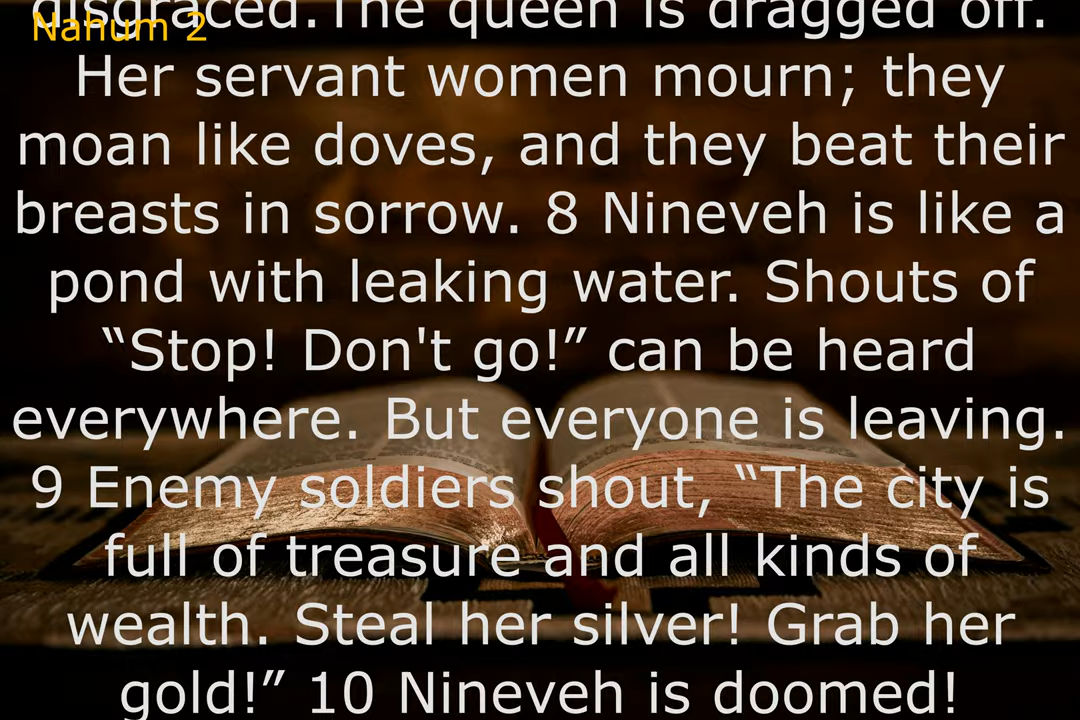 disgraced.The queen is dragged off.
Nahum 2
Her servant women mourn; they
moan like doves, and they beat their
breasts in sorrow. 8 Nineveh is like a
pond with leaking water. Shouts of
“Stop! Don't go!” can be heard
everywhere. But everyone is leaving.
9 Enemy soldiers shout, “The city is
full of treasure and all kinds of
wealth. Steal her silver! Grab her
gold!” 10 Nineveh is doomed!